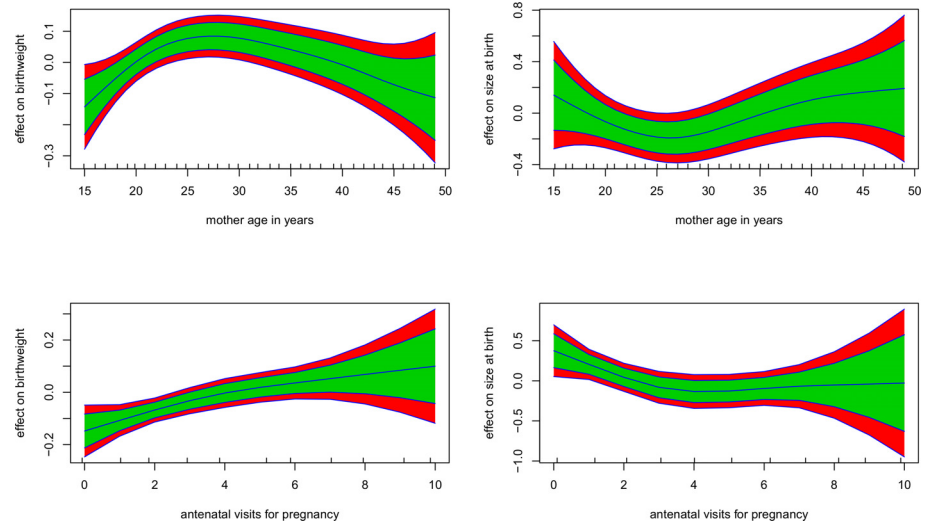 effect on birthweight
0.1
0.0
−0.1
−0.3
15 20 25 30 35 40 45 50
mother age in years
effect on size at birth
0.8
0.4
0.0
−0.4
15 20 25 30 35 40 45 50
mother age in years
effect on birthweight
0.2
0.0
−0.2
0 2 4 6 8 10
antenatal visits for pregnancy
effect on size at birth
0.5
0.0
−0.5
−1.0
0 2 4 6 8 10
antenatal visits for pregnancy